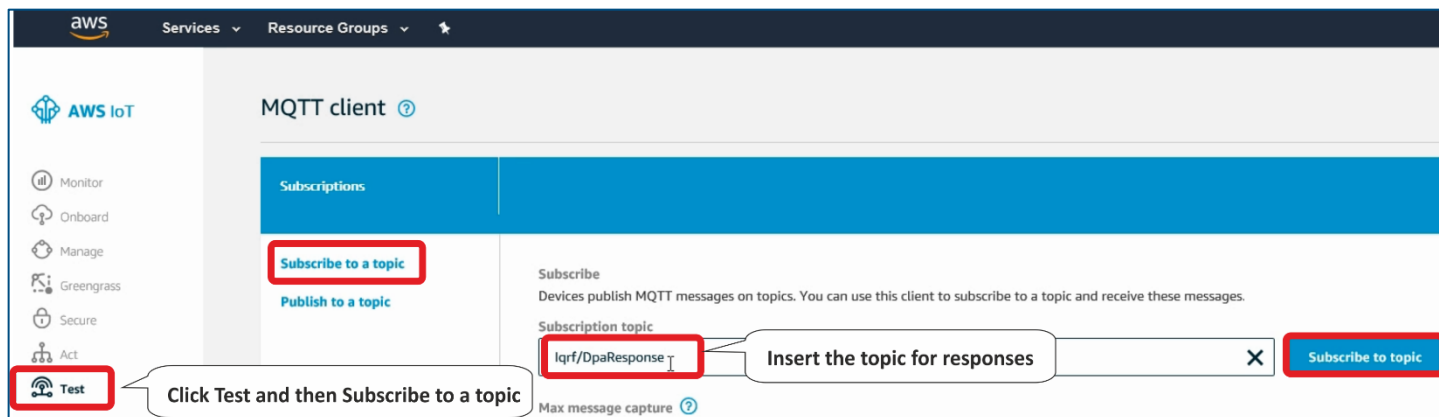 aws Services Resource Groups
AWS IoT
MQTT client ?
Monitor
Onboard
Manage
Greengrass
Secure
Act
Test
Subscriptions
Subscribe to a topic
Publish to a topic
Subscribe
Devices publish MQTT messages on topics. You can use this client to subscribe to a topic and receive these messages.
Subscription topic
Iqrf/DpaResponse
Insert the topic for responses
Subscribe to topic
Click Test and then Subscribe to a topic
Max message capture ?